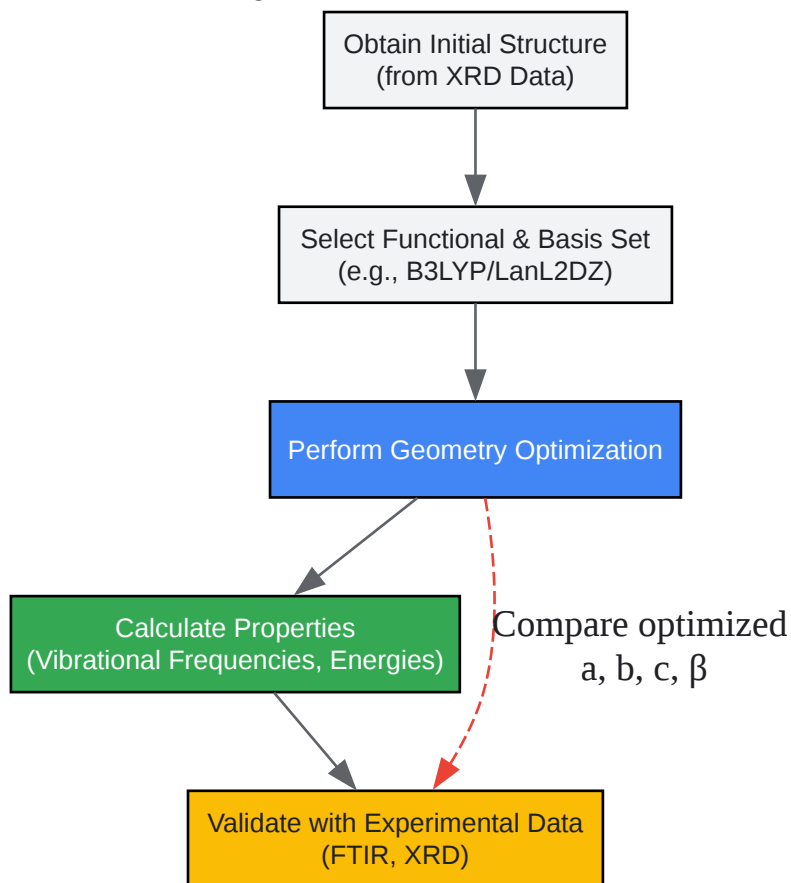 Obtain Initial Structure
(from XRD Data)
Select Functional & Basis Set
(e.g., B3LYP/LanL2DZ)
Perform Geometry Optimization
Calculate Properties
(Vibrational Frequencies, Energies)
Compare optimized
a, b, c, β
Validate with Experimental Data
(FTIR, XRD)